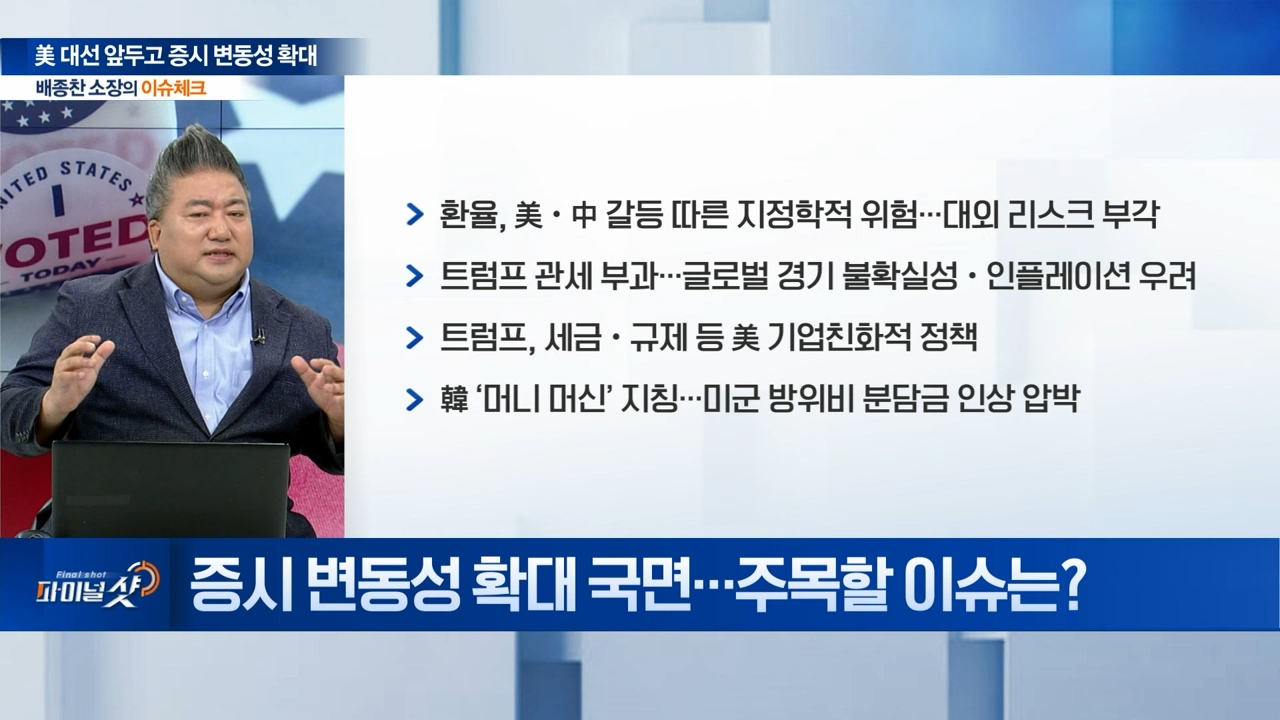 美 대선 앞두고 증시 변동성 확대
배종찬 소장의 이슈체크
UNITED STATES
I
VOTED
TODAY
환율, 美·中 갈등 따른 지정학적 위험…대외 리스크 부각
트럼프 관세 부과…글로벌 경기 불확실성·인플레이션 우려
트럼프, 세금·규제 등 美 기업친화적 정책
韓 ‘머니 머신’ 지칭…미군 방위비 분담금 인상 압박
Final shot
파이널샷
증시 변동성 확대 국면…주목할 이슈는?